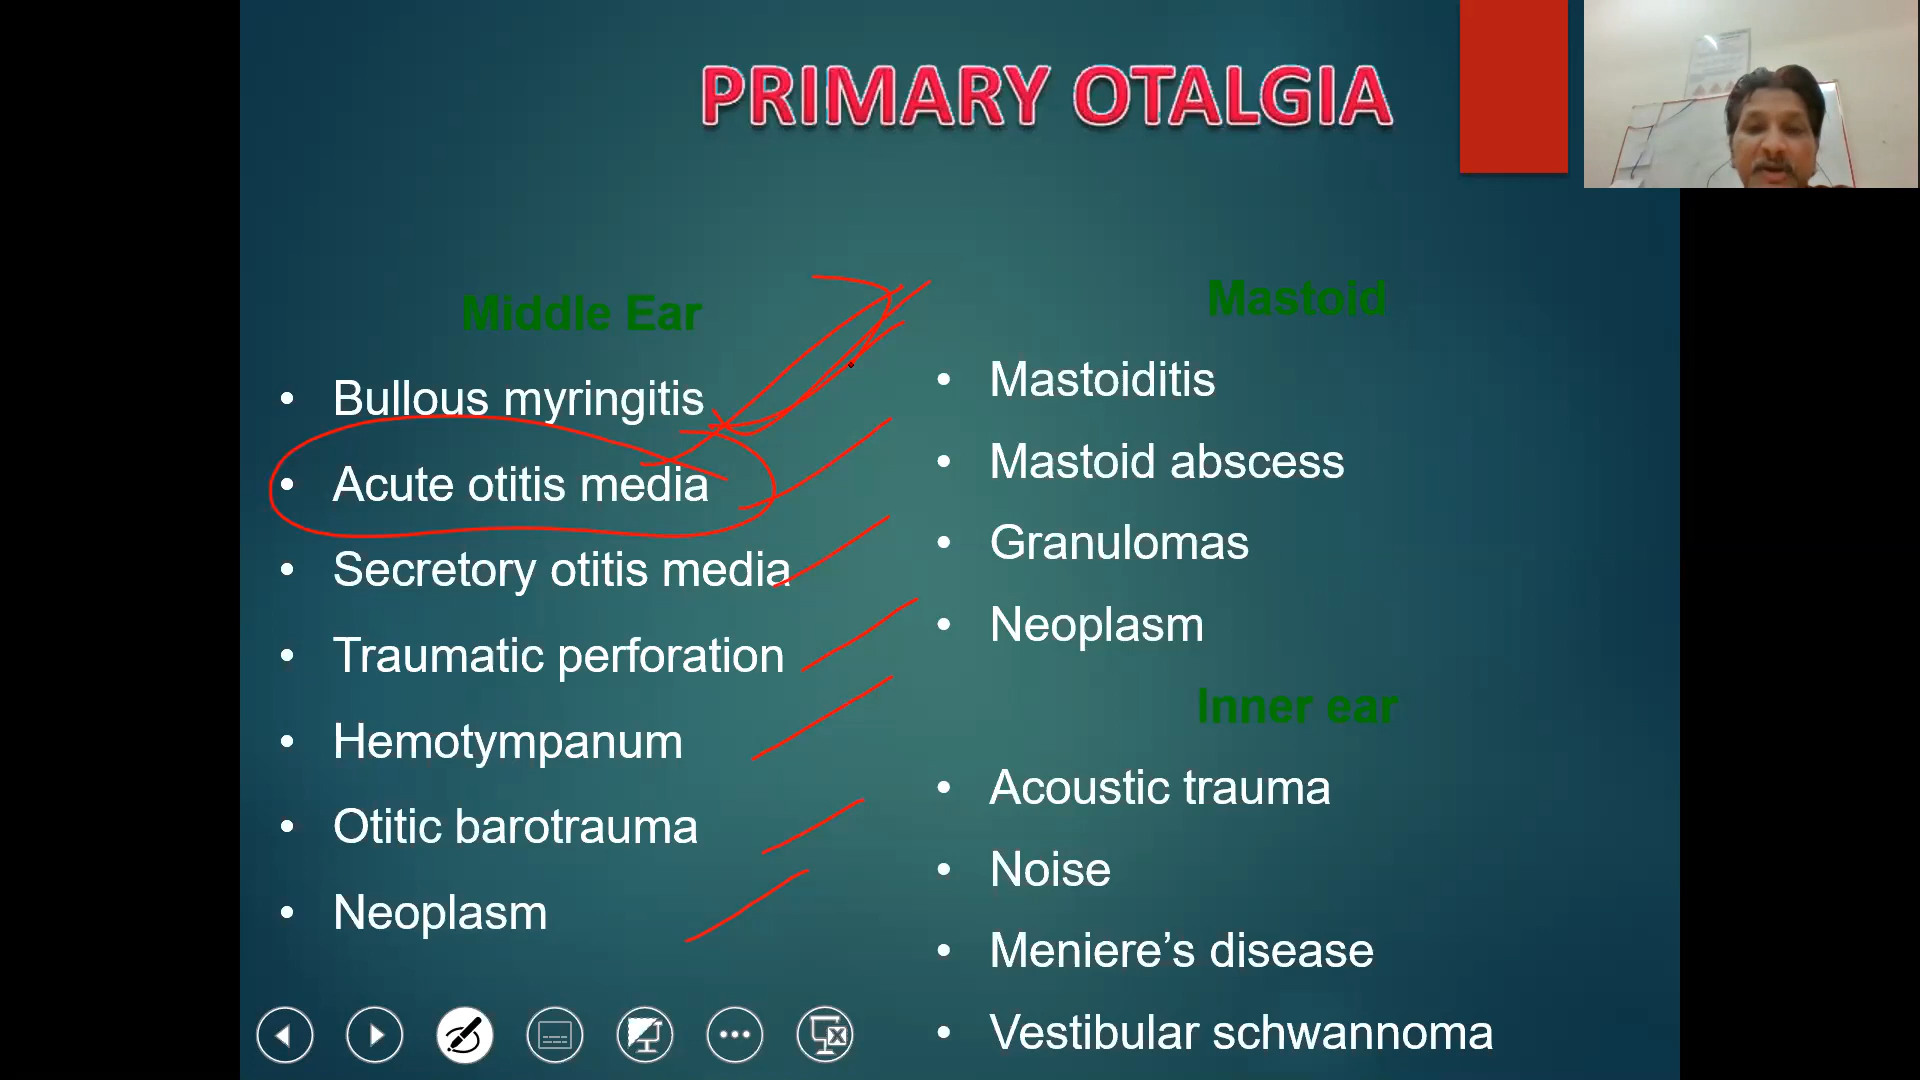 PRIMARY OTALGIA
Middle Ear
• Bullous myringitis
• Acute otitis media
• Secretory otitis media
• Traumatic perforation
• Hemotympanum
• Otitic barotrauma
• Neoplasm
Mastoid
• Mastoiditis
• Mastoid abscess
• Granulomas
• Neoplasm
Inner ear
• Acoustic trauma
• Noise
• Meniere’s disease
• Vestibular schwannoma